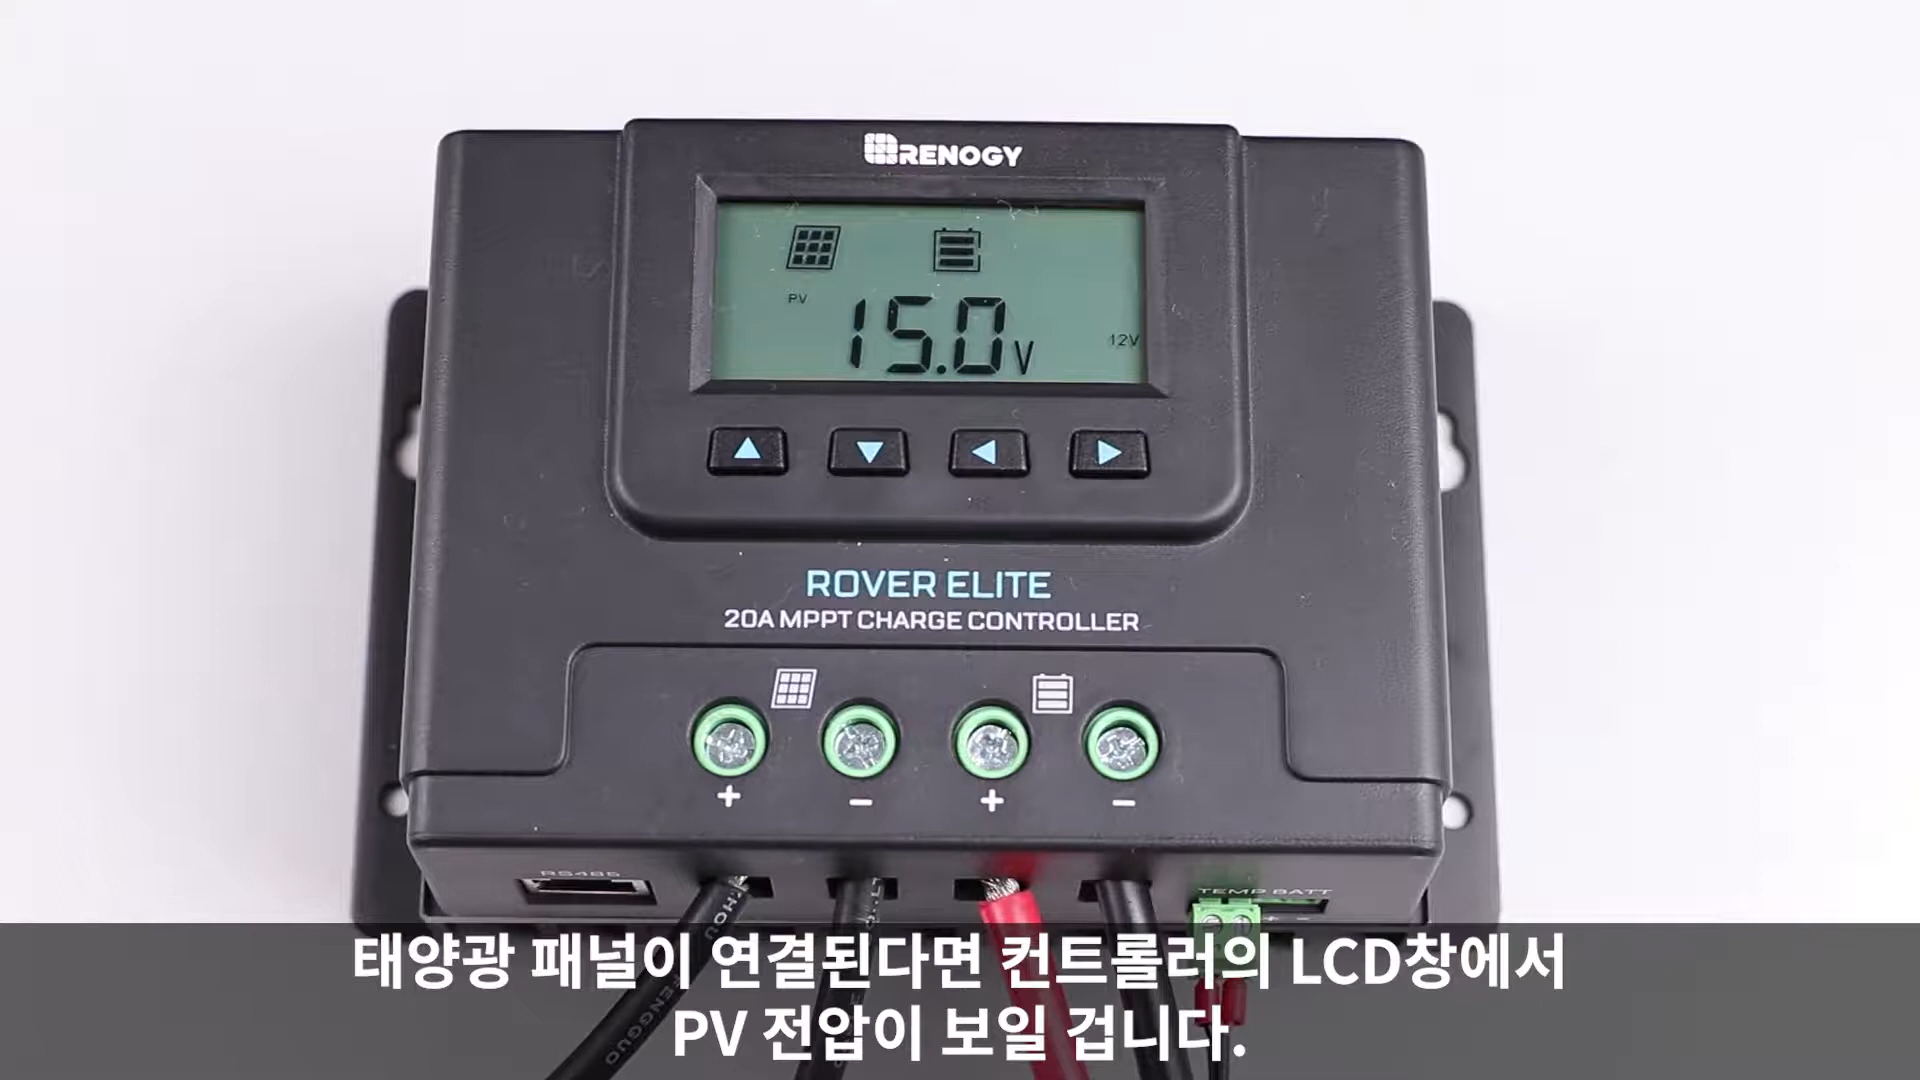 RENOGY
PV
15.0V
12V
ROVER ELITE
20A MPPT CHARGE CONTROLLER
+ − + −
RS485
TEMP BATT
+ −
태양광 패널이 연결된다면 컨트롤러의 LCD창에서
PV 전압이 보일 겁니다.